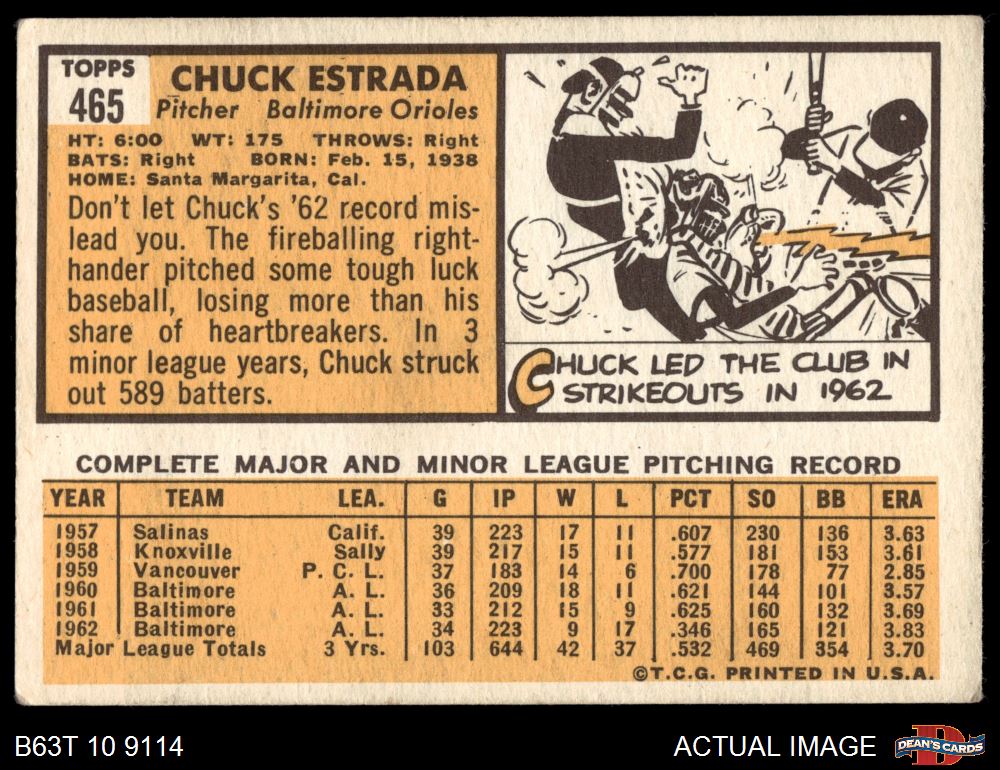 TOPPS
465
CHUCK ESTRADA
Pitcher Baltimore Orioles
HT: 6:00 WT: 175 THROWS: Right
BATS: Right BORN: Feb. 15, 1938
HOME: Santa Margarita, Cal.
Don't let Chuck's '62 record mis-
lead you. The fireballing right-
hander pitched some tough luck
baseball, losing more than his
share of heartbreakers. In 3
minor league years, Chuck struck
out 589 batters.
CHUCK LED THE CLUB IN
STRIKEOUTS IN 1962
COMPLETE MAJOR AND MINOR LEAGUE PITCHING RECORD
YEAR TEAM LEA. G IP W L PCT SO BB ERA
1957 Salinas Calif. 39 223 17 11 .607 230 136 3.63
1958 Knoxville Sally 39 217 15 11 .577 181 153 3.61
1959 Vancouver P. C. L. 37 183 14 6 .700 178 77 2.85
1960 Baltimore A. L. 36 209 18 11 .621 144 101 3.57
1961 Baltimore A. L. 33 212 15 9 .625 160 132 3.69
1962 Baltimore A. L. 34 223 9 17 .346 165 121 3.83
Major League Totals 3 Yrs. 103 644 42 37 .532 469 354 3.70
©T.C.G. PRINTED IN U.S.A.
B63T 10 9114
ACTUAL IMAGE
D
DEAN'S CARDS